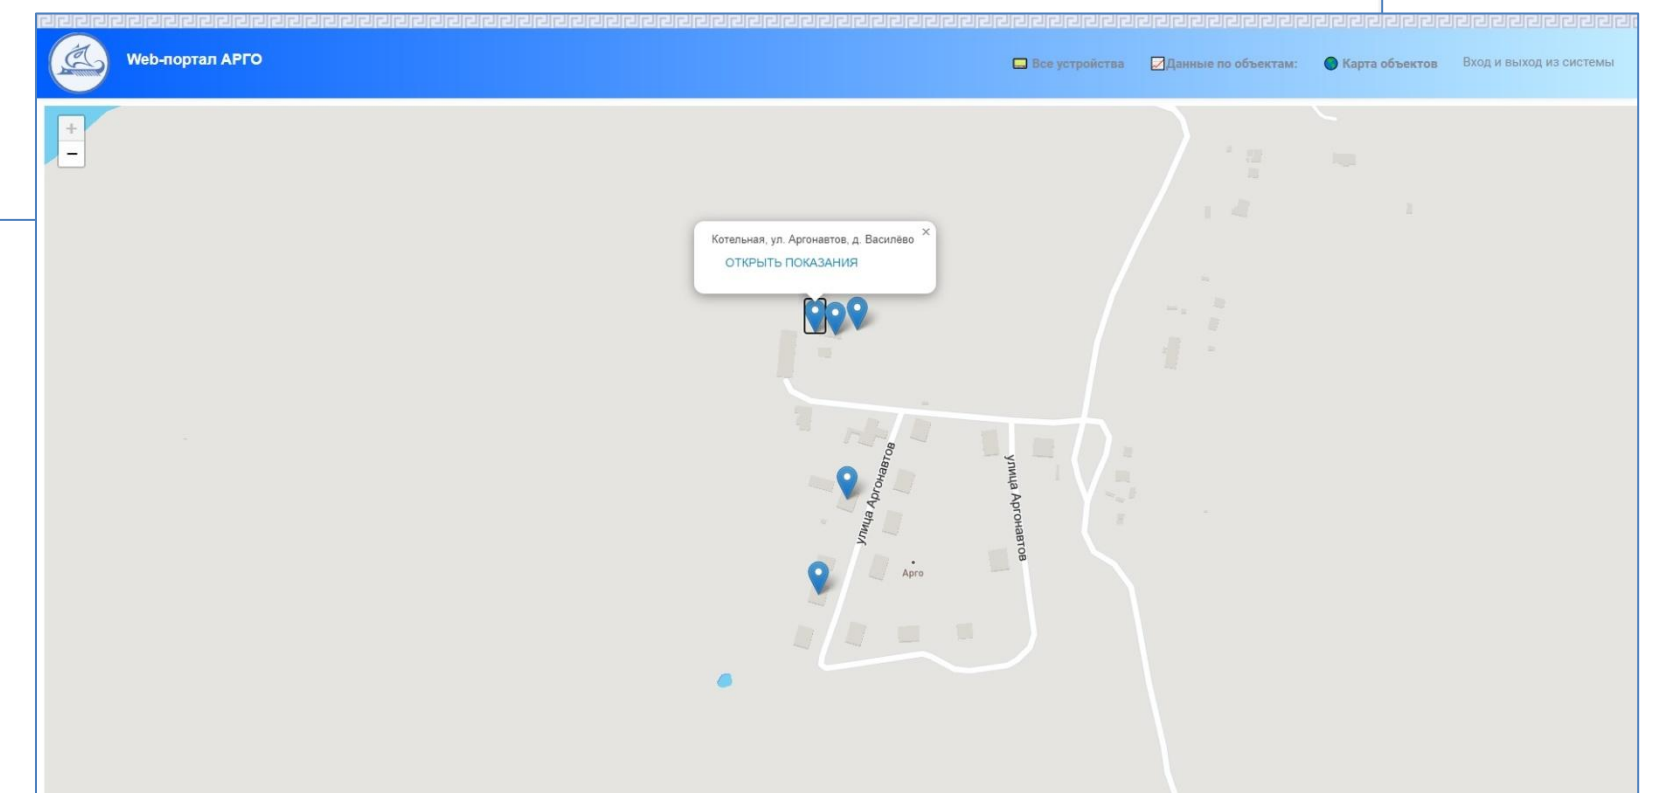 Web-портал АРГО
Все устройства
Данные по объектам:
Карта объектов
Вход и выход из системы
+
−
Котельная, ул. Аргонавтов, д. Василёво
×
ОТКРЫТЬ ПОКАЗАНИЯ
улица Аргонавтов
улица Аргонавтов
Арго